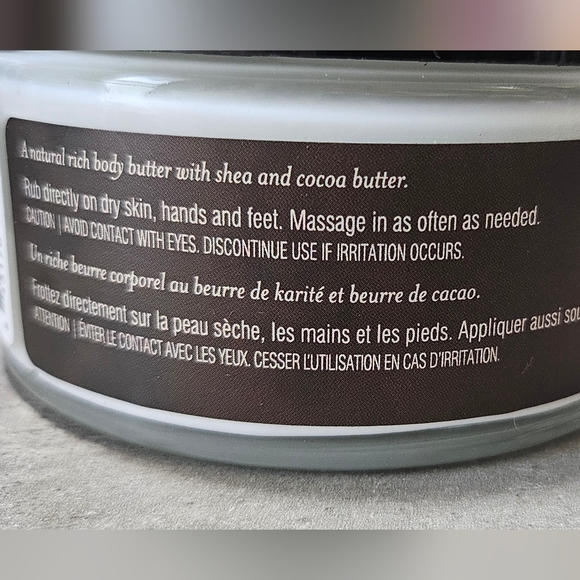 A natural rich body butter with shea and cocoa butter.
Rub directly on dry skin, hands and feet. Massage in as often as needed.
CAUTION | AVOID CONTACT WITH EYES. DISCONTINUE USE IF IRRITATION OCCURS.
Un riche beurre corporel au beurre de karité et beurre de cacao.
Frottez directement sur la peau sèche, les mains et les pieds. Appliquer aussi
ATTENTION | ÉVITER LE CONTACT AVEC LES YEUX. CESSER L'UTILISATION EN CAS D'IRRITATION.